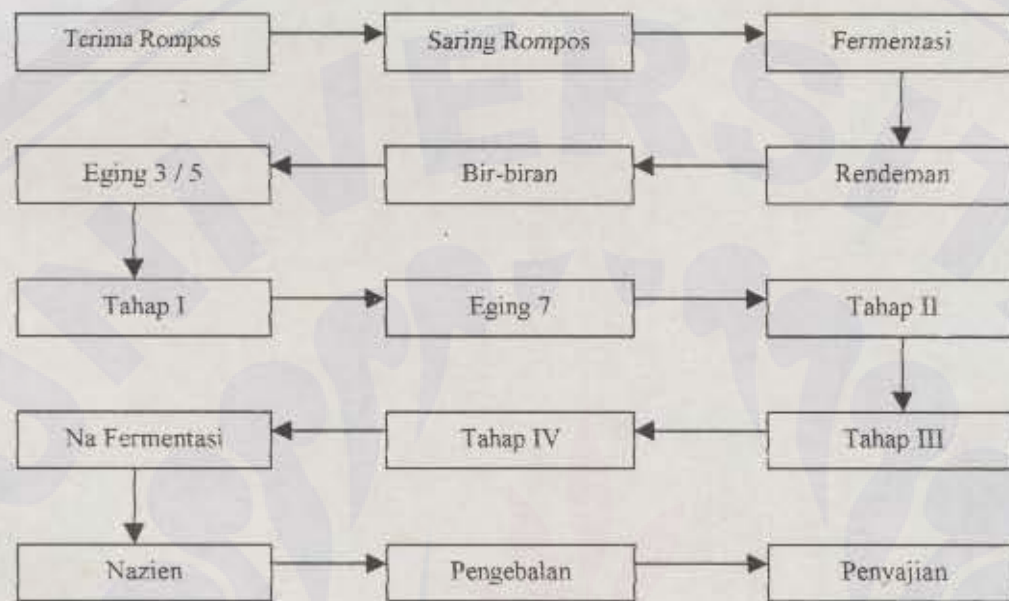 Terima Rompos
Saring Rompos
Fermentasi
Eging 3 / 5
Bir-biran
Rendeman
Tahap I
Eging 7
Tahap II
Na Fermentasi
Tahap IV
Tahap III
Nazien
Pengebalan
Penvajian